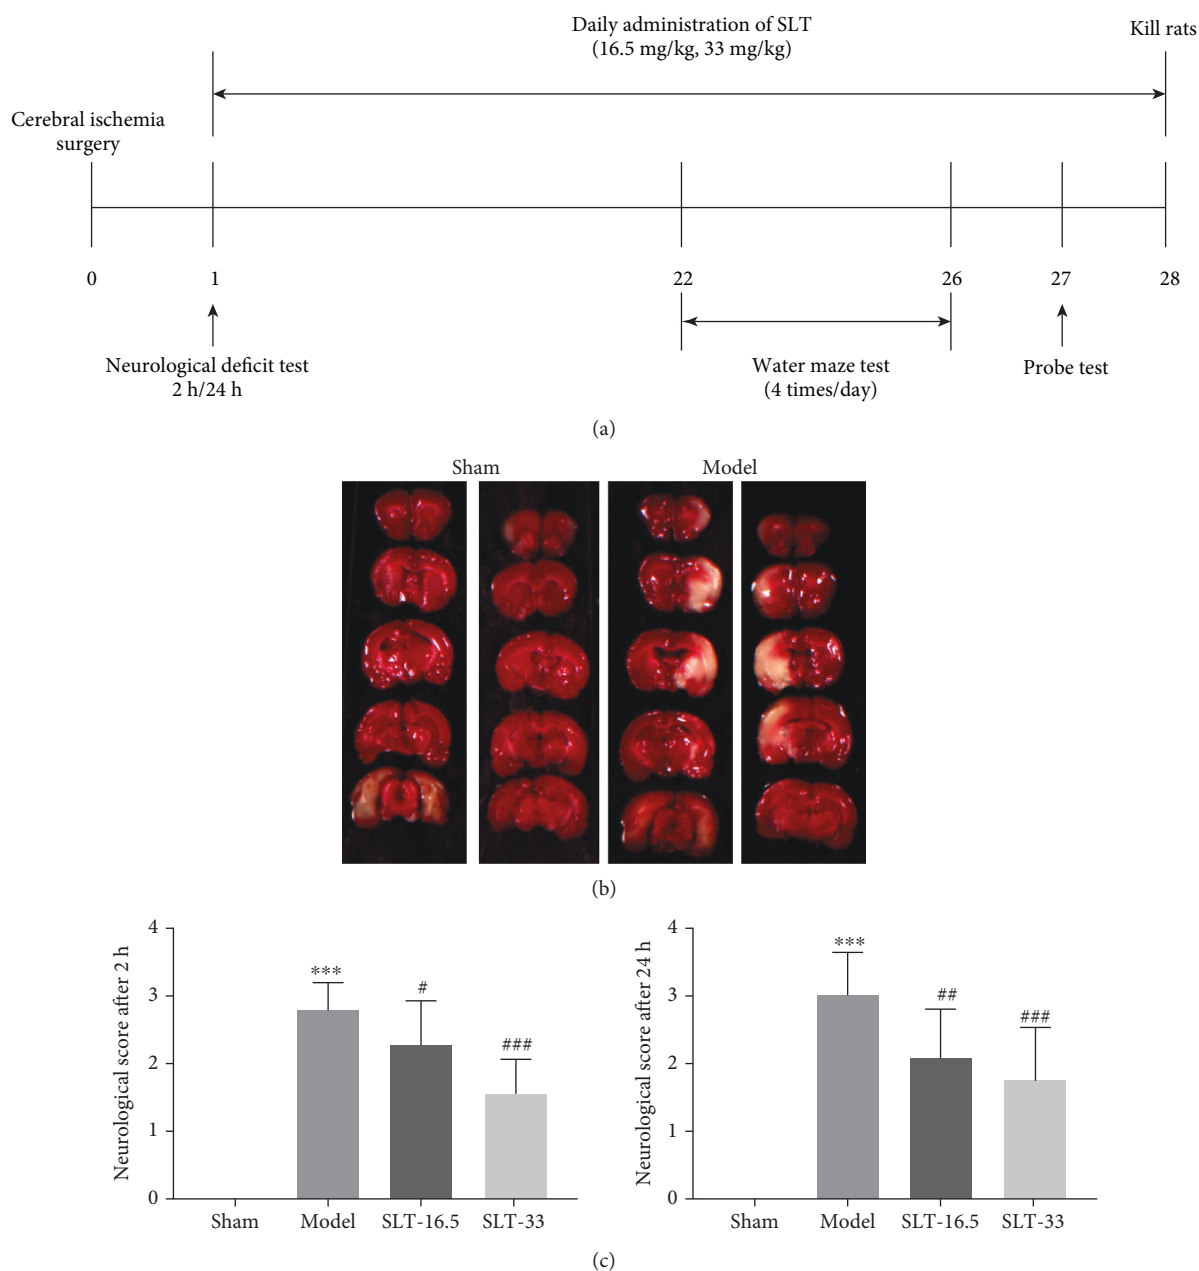 Daily administration of SLT
(16.5 mg/kg, 33 mg/kg)
Kill rats
Cerebral ischemia
surgery
0
1
22
26
27
28
Neurological deficit test
2 h/24 h
Water maze test
(4 times/day)
Probe test
(a)
Sham
Model
(b)
Neurological score after 2 h
4
3
2
1
0
***
#
###
Sham
Model
SLT-16.5
SLT-33
Neurological score after 24 h
4
3
2
1
0
***
##
###
Sham
Model
SLT-16.5
SLT-33
(c)